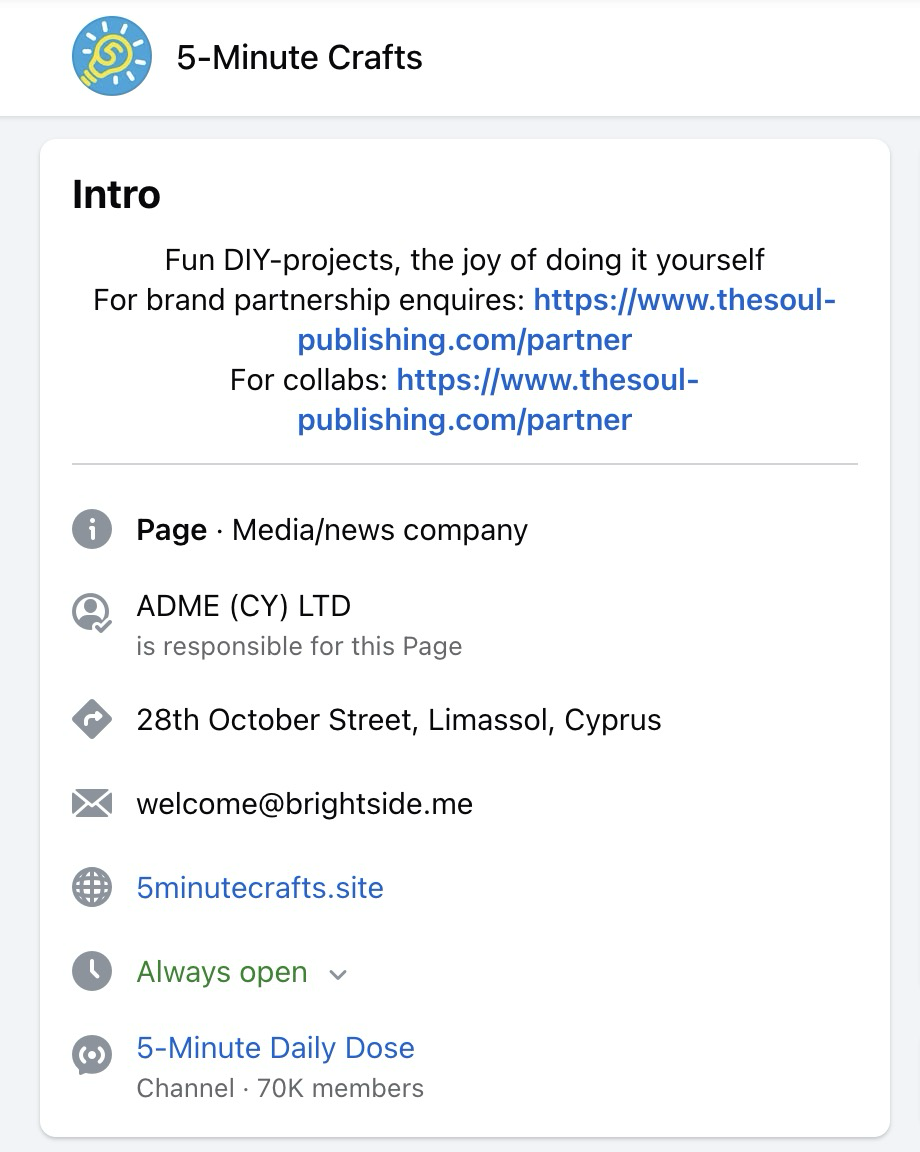 5-Minute Crafts
Intro
Fun DIY-projects, the joy of doing it yourself
For brand partnership enquires: https://www.thesoul-
publishing.com/partner
For collabs: https://www.thesoul-
publishing.com/partner
Page · Media/news company
ADME (CY) LTD
is responsible for this Page
28th October Street, Limassol, Cyprus
welcome@brightside.me
5minutecrafts.site
Always open
5-Minute Daily Dose
Channel · 70K members